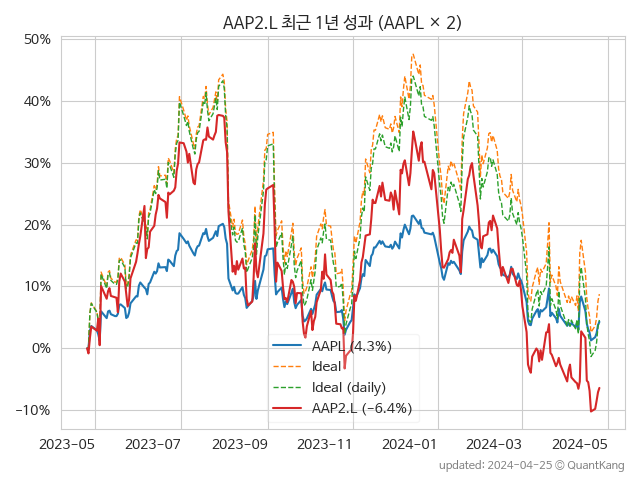 AAP2.L 최근 1년 성과 (AAPL × 2)
50%
40%
30%
20%
10%
0%
−10%
AAPL (4.3%)
Ideal
Ideal (daily)
AAP2.L (−6.4%)
2023-05 2023-07 2023-09 2023-11 2024-01 2024-03 2024-05
updated: 2024-04-25 ⓒ QuantKang